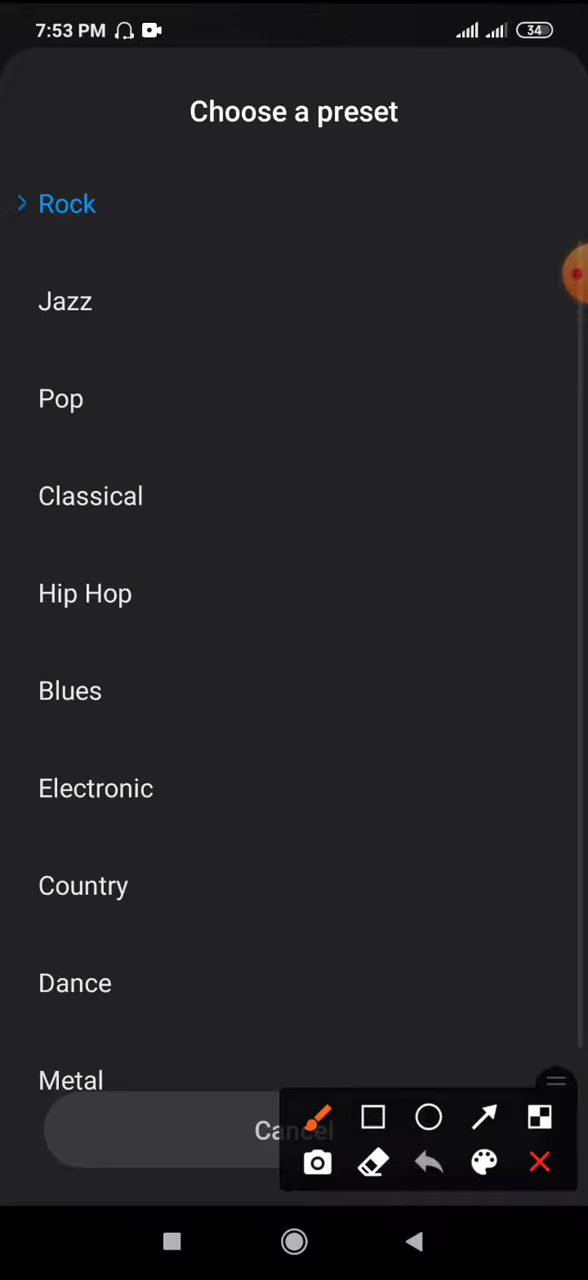 7:53 PM
34
Choose a preset
Rock
Jazz
Pop
Classical
Hip Hop
Blues
Electronic
Country
Dance
Metal
Cancel